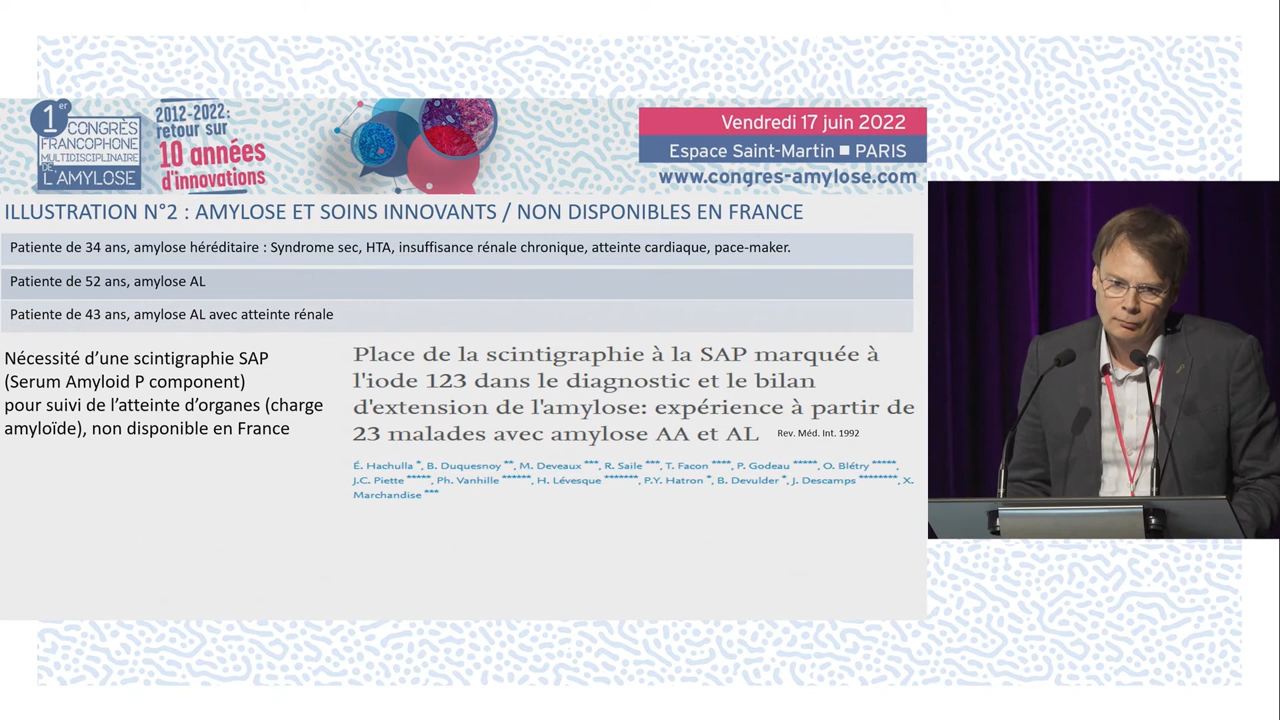 1er
CONGRÈS
FRANCOPHONE
MULTIDISCIPLINAIRE
DE
L'AMYLOSE
2012-2022:
retour sur
10 années
d'innovations
Vendredi 17 juin 2022
Espace Saint-Martin ■ PARIS
www.congres-amylose.com
ILLUSTRATION N°2 : AMYLOSE ET SOINS INNOVANTS / NON DISPONIBLES EN FRANCE
Patiente de 34 ans, amylose héréditaire : Syndrome sec, HTA, insuffisance rénale chronique, atteinte cardiaque, pace-maker.
Patiente de 52 ans, amylose AL
Patiente de 43 ans, amylose AL avec atteinte rénale
Nécessité d'une scintigraphie SAP
(Serum Amyloid P component)
pour suivi de l'atteinte d'organes (charge
amyloïde), non disponible en France
Place de la scintigraphie à la SAP marquée à
l'iode 123 dans le diagnostic et le bilan
d'extension de l'amylose: expérience à partir de
23 malades avec amylose AA et AL Rev. Méd. Int. 1992
É. Hachulla *, B. Duquesnoy **, M. Deveaux ***, R. Saile ***, T. Facon ****, P. Godeau *****, O. Blétry *****,
J.C. Piette *****, Ph. Vanhille ******, H. Lévesque *******, P.Y. Hatron *, B. Devulder *, J. Descamps ********, X.
Marchandise ***